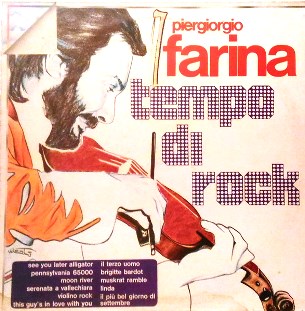 piergiorgio
farina
tempo
di
rock
see you later alligator
pennsylvania 65000
moon river
serenata a vallechiara
violino rock
this guy's in love with you
il terzo uomo
brigitte bardot
muskrat ramble
linda
il più bel giorno di
settembre